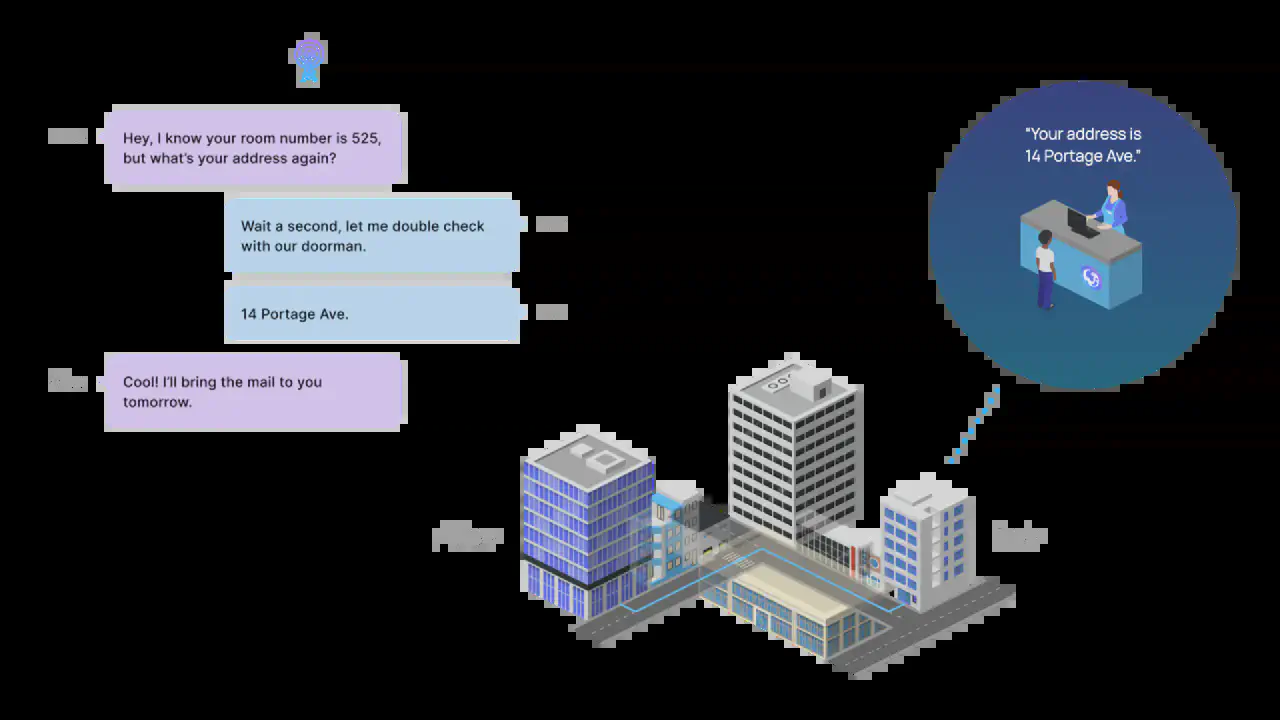 Hey, I know your room number is 525,
but what's your address again?
Wait a second, let me double check
with our doorman.
14 Portage Ave.
Cool! I'll bring the mail to you
tomorrow.
“Your address is
14 Portage Ave.”